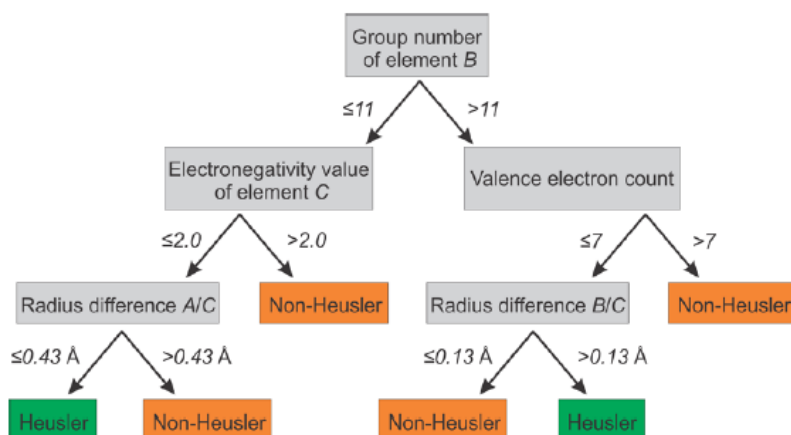 Group number
of element B
≤11
>11
Electronegativity value
of element C
Valence electron count
≤2.0
>2.0
≤7
>7
Radius difference A/C
Non-Heusler
Radius difference B/C
Non-Heusler
≤0.43 Å
>0.43 Å
≤0.13 Å
>0.13 Å
Heusler
Non-Heusler
Non-Heusler
Heusler